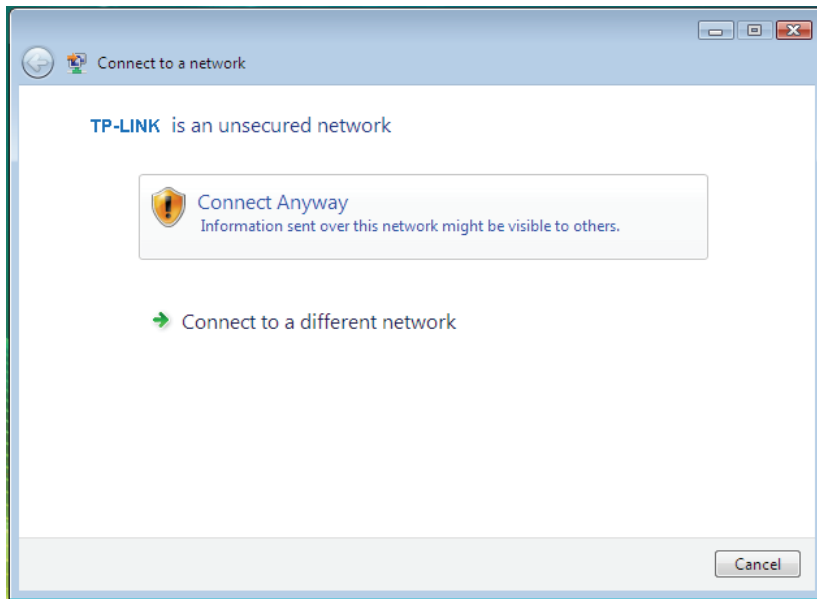 Connect to a network
TP-LINK is an unsecured network
Connect Anyway
Information sent over this network might be visible to others.
Connect to a different network
Cancel